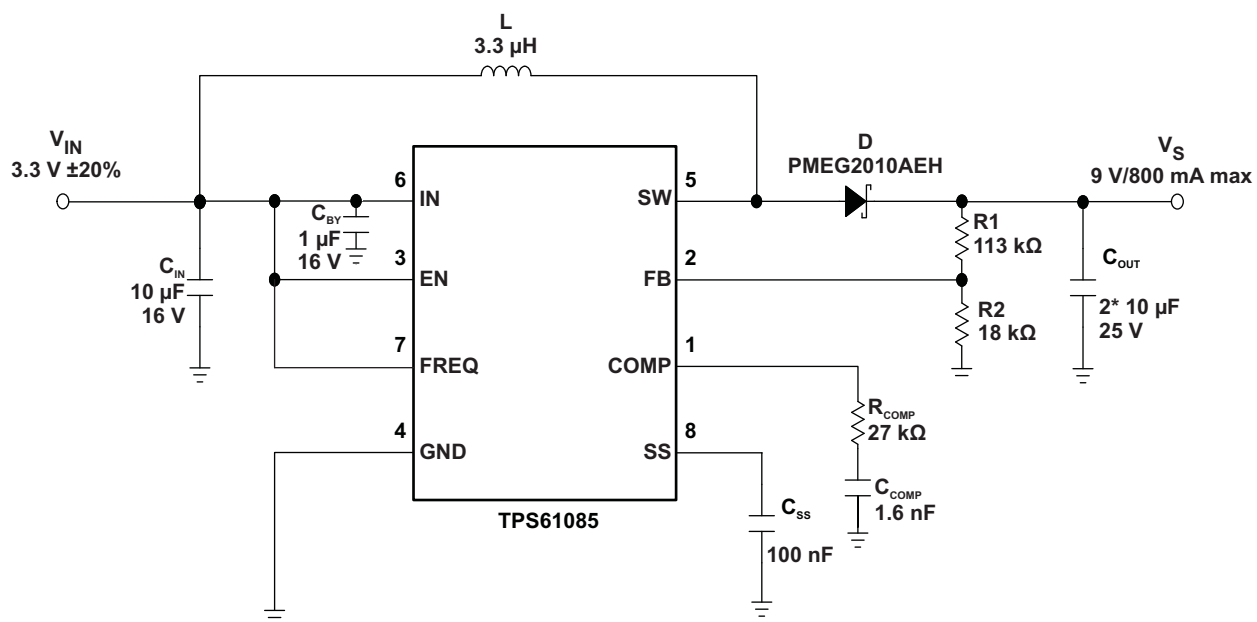 L
3.3 µH
V_IN
3.3 V ±20%
D
PMEG2010AEH
V_S
9 V/800 mA max
6
IN
5
SW
C_BY
1 µF
16 V
R1
113 kΩ
C_IN
10 µF
16 V
3
EN
2
FB
C_OUT
2* 10 µF
25 V
R2
18 kΩ
7
FREQ
1
COMP
R_COMP
27 kΩ
4
GND
8
SS
C_COMP
1.6 nF
C_SS
100 nF
TPS61085